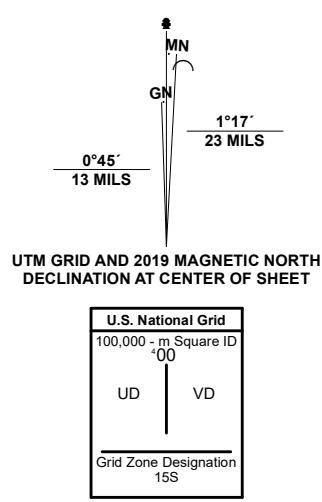 MN
GN
1°17´
23 MILS
0°45´
13 MILS
UTM GRID AND 2019 MAGNETIC NORTH
DECLINATION AT CENTER OF SHEET
U.S. National Grid
100,000 - m Square ID
⁴00
UD VD
Grid Zone Designation
15S